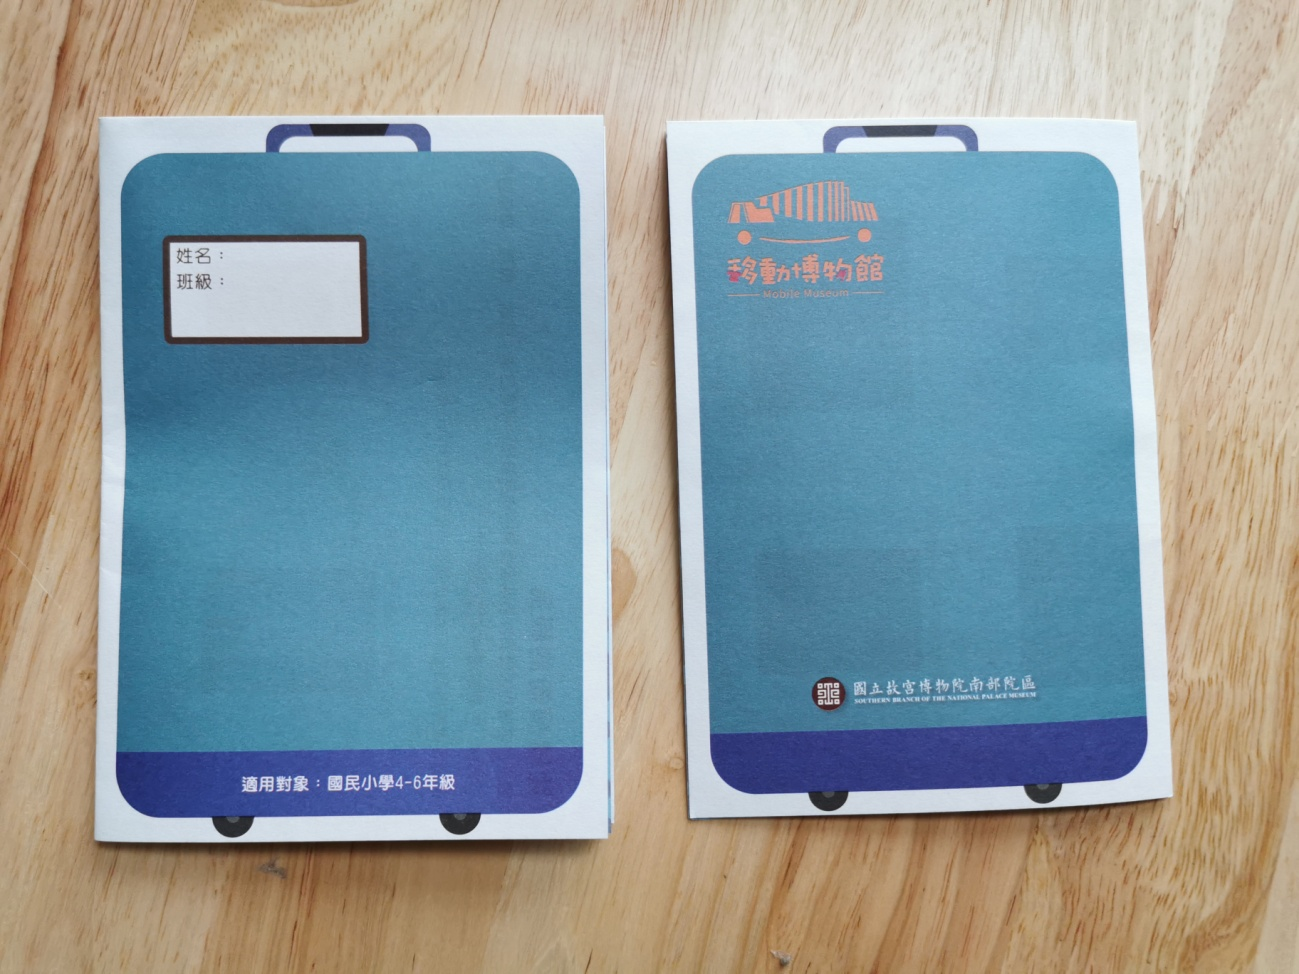 姓名：
班級：
適用對象：國民小學4-6年級
移動博物館
Mobile Museum
國立故宮博物院南部院區
SOUTHERN BRANCH OF THE NATIONAL PALACE MUSEUM